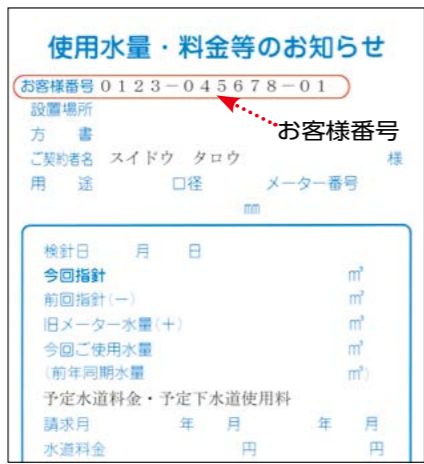 使用水量・料金等のお知らせ
お客様番号 0123-045678-01
設置場所
お客様番号
方 書
ご契約者名 スイドウ タロウ 様
用 途 口径 メーター番号
mm
検針日 月 日
今回指針 m³
前回指針(-) m³
旧メーター水量(+) m³
今回ご使用水量 m³
(前年同期水量 m³)
予定水道料金・予定下水道使用料
請求月 年 月 年 月
水道料金 円 円